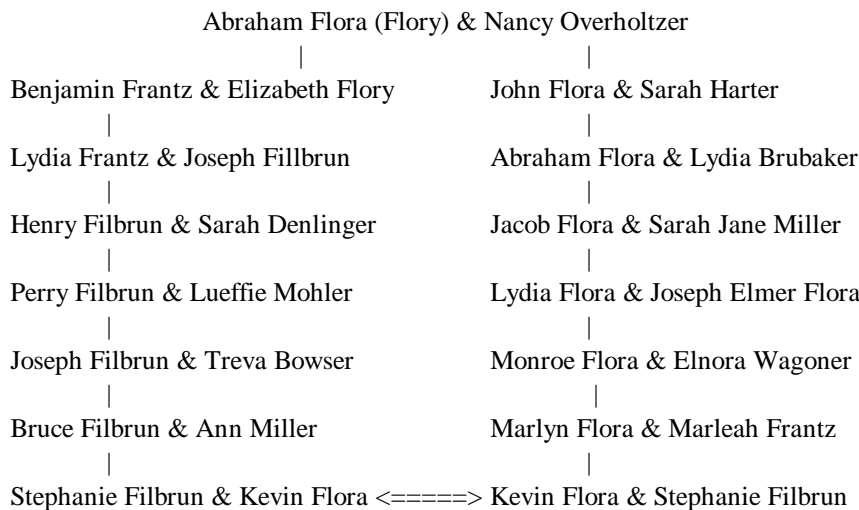 Abraham Flora (Flory) & Nancy Overholtzer
| |
Benjamin Frantz & Elizabeth Flory John Flora & Sarah Harter
| |
Lydia Frantz & Joseph Fillbrun Abraham Flora & Lydia Brubaker
| |
Henry Filbrun & Sarah Denlinger Jacob Flora & Sarah Jane Miller
| |
Perry Filbrun & Lueffie Mohler Lydia Flora & Joseph Elmer Flora
| |
Joseph Filbrun & Treva Bowser Monroe Flora & Elnora Wagoner
| |
Bruce Filbrun & Ann Miller Marlyn Flora & Marleah Frantz
| |
Stephanie Filbrun & Kevin Flora <=====> Kevin Flora & Stephanie Filbrun